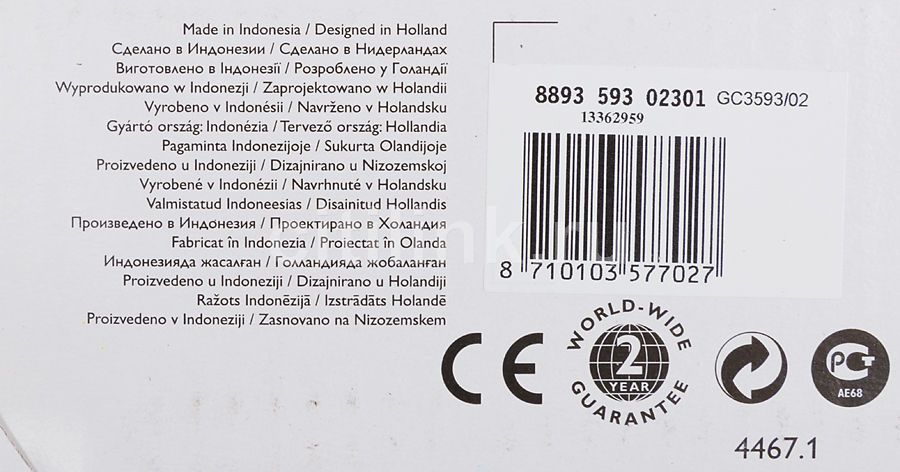 Made in Indonesia / Designed in Holland
Сделано в Индонезии / Сделано в Нидерландах
Виготовлено в Індонезії / Розроблено у Голандії
Wyprodukowano w Indonezji / Zaprojektowano w Holandii
Vyrobeno v Indonésii / Navrženo v Holandsku
Gyártó ország: Indonézia / Tervező ország: Hollandia
Pagaminta Indonezijoje / Sukurta Olandijoje
Proizvedeno u Indoneziji / Dizajnirano u Nizozemskoj
Vyrobené v Indonézii / Navrhnuté v Holandsku
Valmistatud Indoneesias / Disainitud Hollandis
Произведено в Индонезия / Проектирано в Холандия
Fabricat în Indonezia / Proiectat în Olanda
Индонезияда жасалған / Голландияда жобаланған
Proizvedeno u Indoneziji / Dizajnirano u Holandiji
Ražots Indonēzijā / Izstrādāts Holandē
Proizvedeno v Indoneziji / Zasnovano na Nizozemskem
8893 593 02301 GC3593/02
13362959
8 710103 577027
CE
WORLD-WIDE
2
YEAR
GUARANTEE
РСТ
АЕ68
4467.1